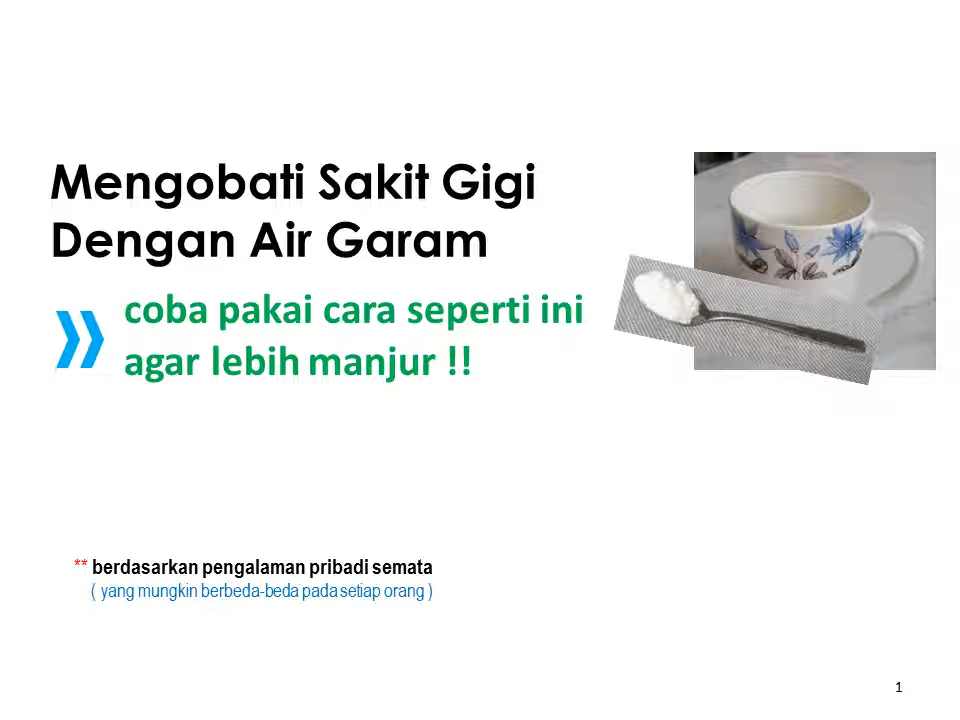 Mengobati Sakit Gigi
Dengan Air Garam
coba pakai cara seperti ini
agar lebih manjur !!
** berdasarkan pengalaman pribadi semata
( yang mungkin berbeda-beda pada setiap orang )
1